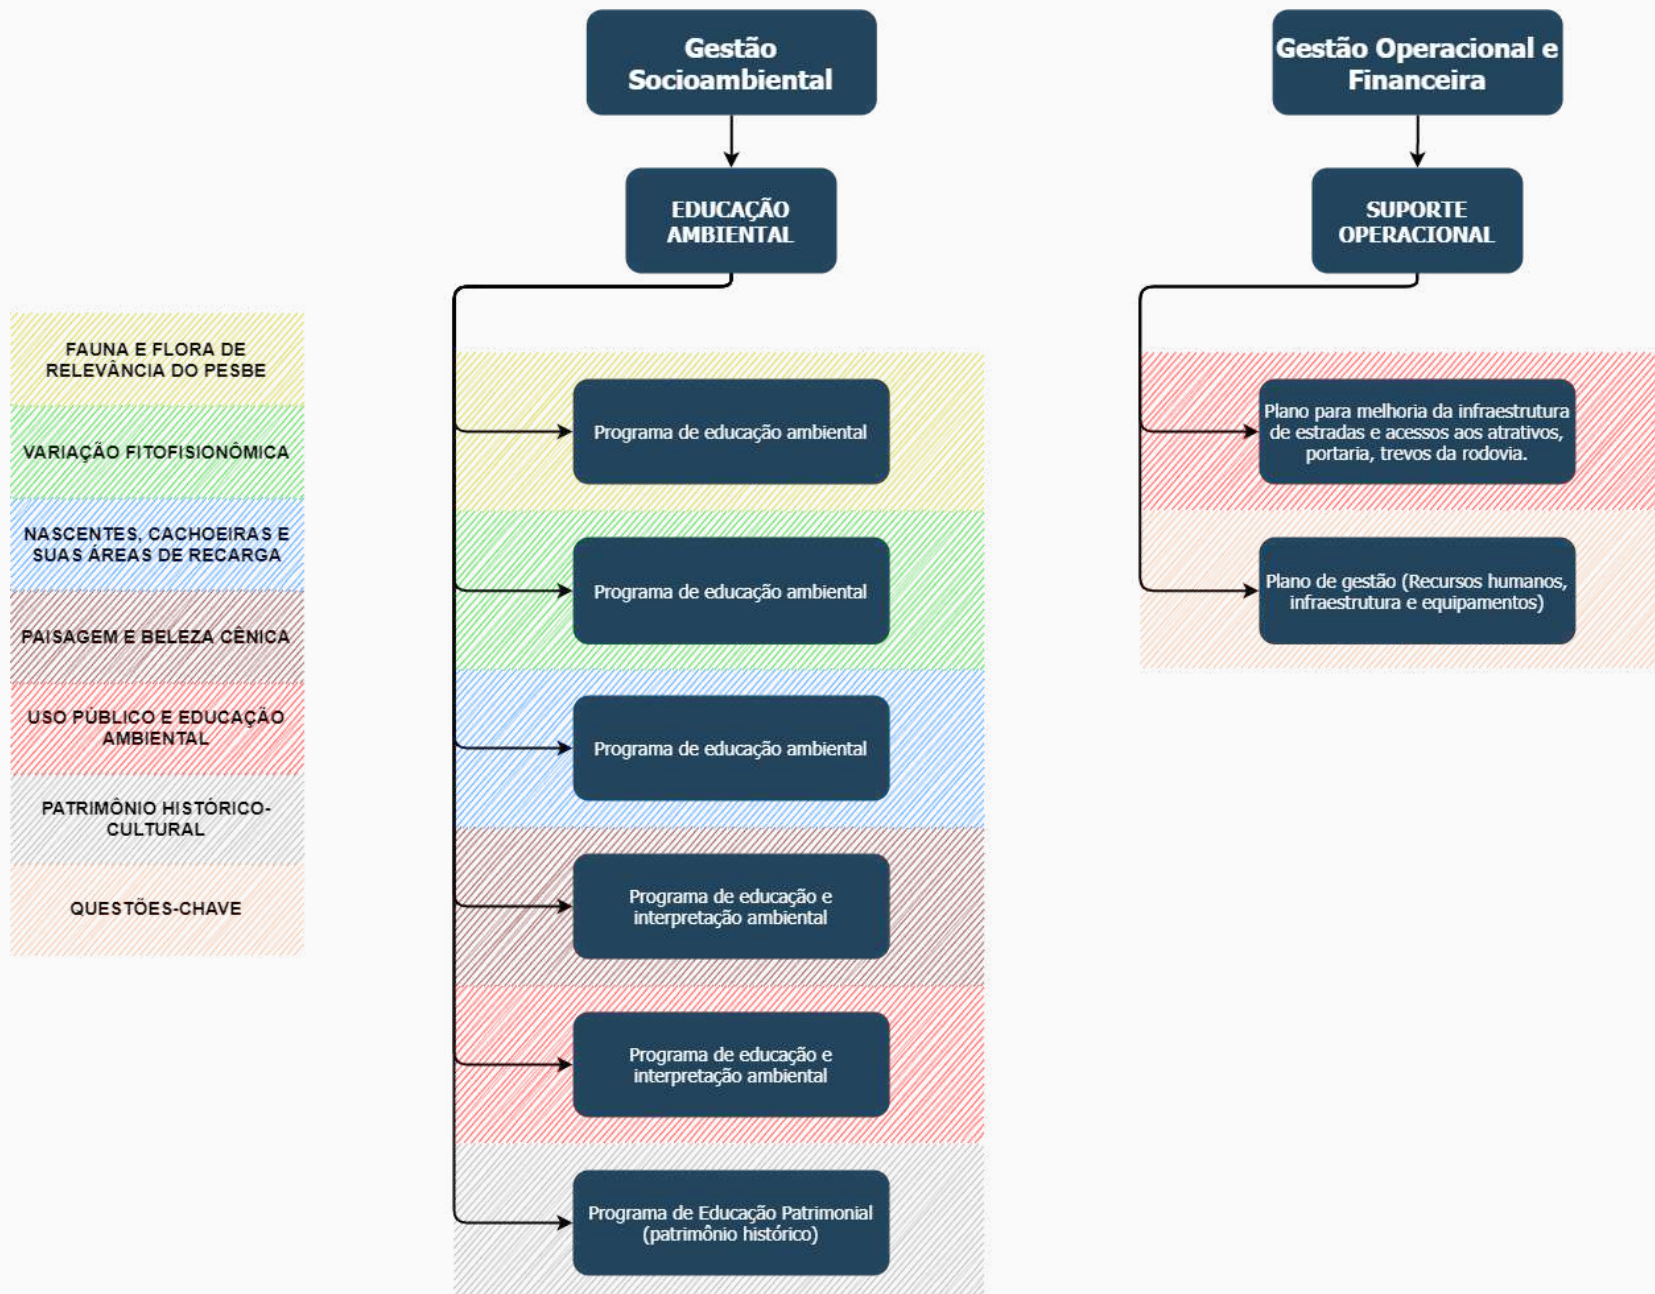 Gestão
Socioambiental
EDUCAÇÃO
AMBIENTAL
Gestão Operacional e
Financeira
SUPORTE
OPERACIONAL
FAUNA E FLORA DE
RELEVÂNCIA DO PESBE
VARIAÇÃO FITOFISIONÔMICA
NASCENTES, CACHOEIRAS E
SUAS ÁREAS DE RECARGA
PAISAGEM E BELEZA CÊNICA
USO PÚBLICO E EDUCAÇÃO
AMBIENTAL
PATRIMÔNIO HISTÓRICO-
CULTURAL
QUESTÕES-CHAVE
Programa de educação ambiental
Programa de educação ambiental
Programa de educação ambiental
Programa de educação e
interpretação ambiental
Programa de educação e
interpretação ambiental
Programa de Educação Patrimonial
(patrimônio histórico)
Plano para melhoria da infraestrutura
de estradas e acessos aos atrativos,
portaria, trevos da rodovia.
Plano de gestão (Recursos humanos,
infraestrutura e equipamentos)